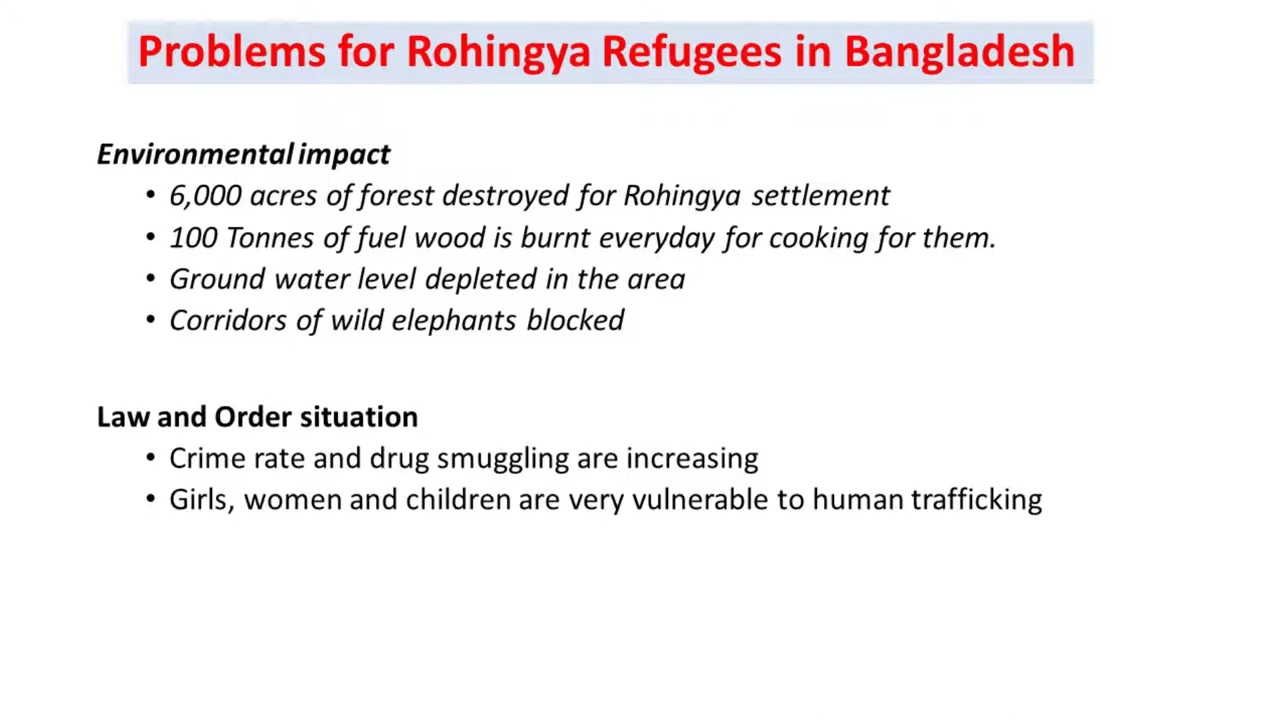 Problems for Rohingya Refugees in Bangladesh
Environmental impact
• 6,000 acres of forest destroyed for Rohingya settlement
• 100 Tonnes of fuel wood is burnt everyday for cooking for them.
• Ground water level depleted in the area
• Corridors of wild elephants blocked
Law and Order situation
• Crime rate and drug smuggling are increasing
• Girls, women and children are very vulnerable to human trafficking